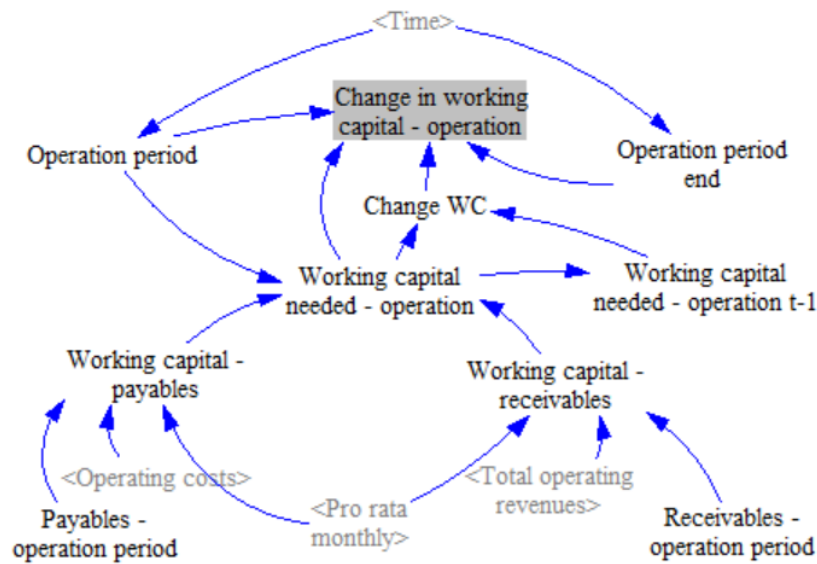 <Time>
Change in working
capital - operation
Operation period
Operation period
end
Change WC
Working capital
needed - operation
Working capital
needed - operation t-1
Working capital -
payables
Working capital -
receivables
<Operating costs>
<Total operating
revenues>
<Pro rata
monthly>
Payables -
operation period
Receivables -
operation period